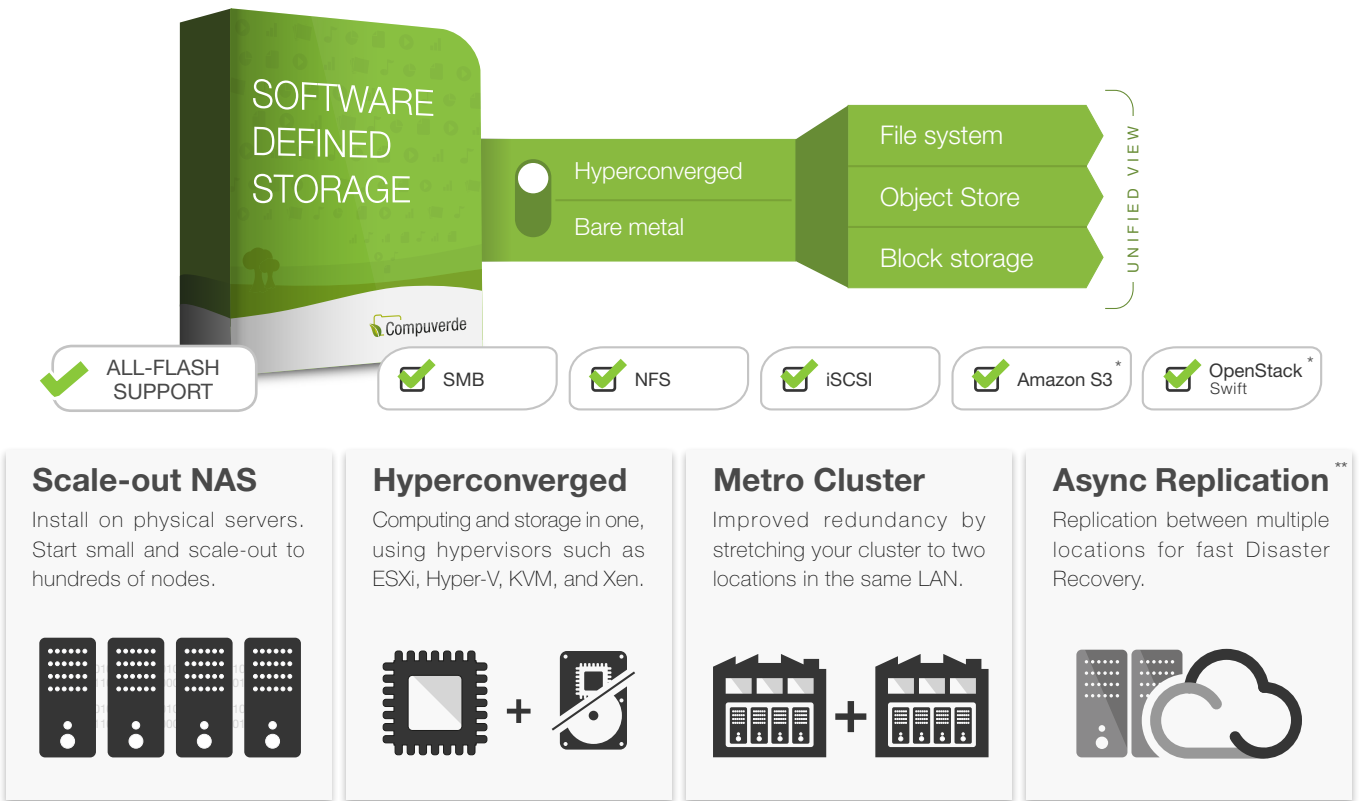 SOFTWARE
DEFINED
STORAGE
Compuverde
Hyperconverged
Bare metal
File system
Object Store
Block storage
UNIFIED VIEW
ALL-FLASH
SUPPORT
SMB
NFS
iSCSI
Amazon S3*
OpenStack*
Swift
Scale-out NAS
Install on physical servers.
Start small and scale-out to
hundreds of nodes.
Hyperconverged
Computing and storage in one,
using hypervisors such as
ESXi, Hyper-V, KVM, and Xen.
Metro Cluster
Improved redundancy by
stretching your cluster to two
locations in the same LAN.
Async Replication**
Replication between multiple
locations for fast Disaster
Recovery.